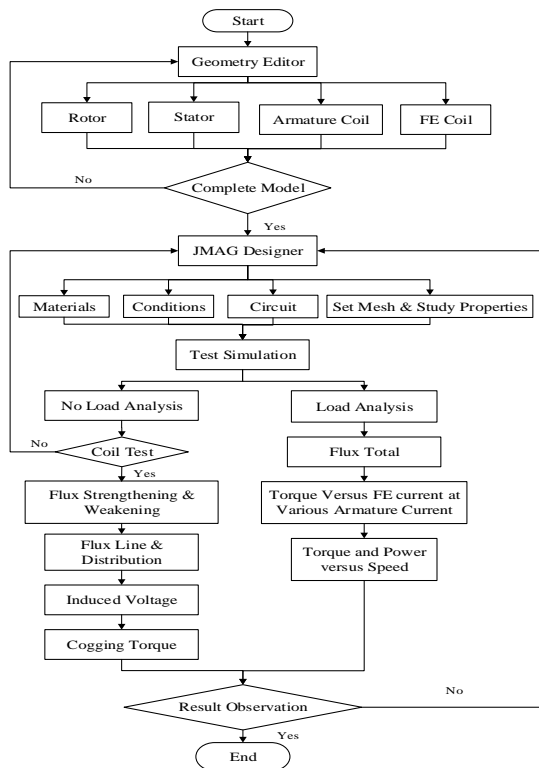 Start
Geometry Editor
Rotor
Stator
Armature Coil
FE Coil
No
Complete Model
Yes
JMAG Designer
Materials
Conditions
Circuit
Set Mesh & Study Properties
Test Simulation
No Load Analysis
Load Analysis
No
Coil Test
Flux Total
Yes
Flux Strengthening &
Weakening
Torque Versus FE current at
Various Armature Current
Flux Line &
Distribution
Torque and Power
versus Speed
Induced Voltage
Cogging Torque
No
Result Observation
Yes
End